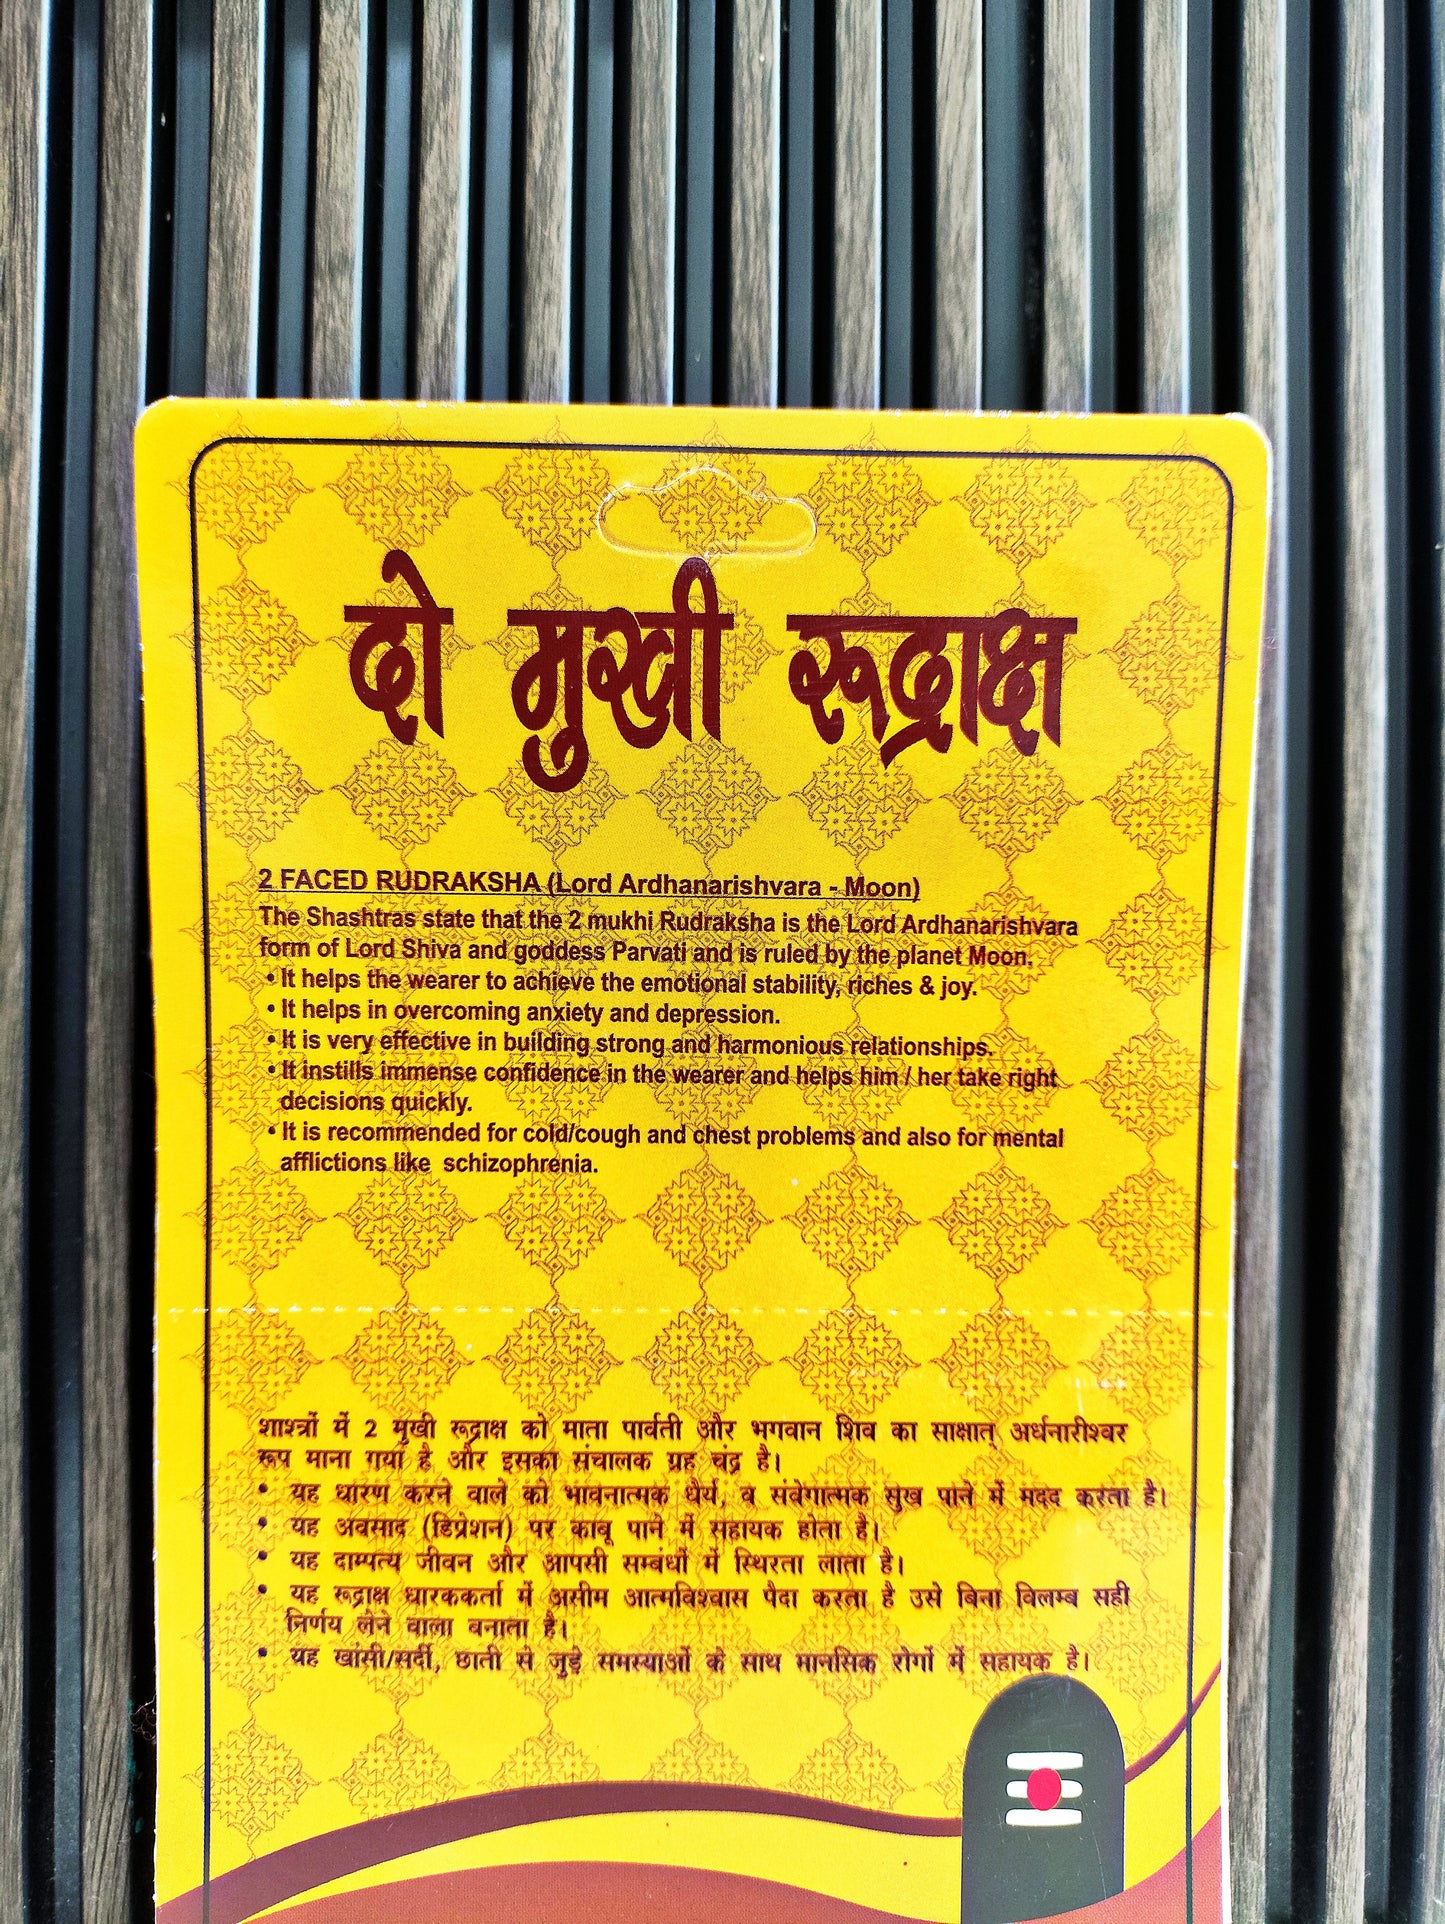 दो मुखी रूद्राक्ष
2 FACED RUDRAKSHA (Lord Ardhanarishvara - Moon)
The Shashtras state that the 2 mukhi Rudraksha is the Lord Ardhanarishvara
form of Lord Shiva and goddess Parvati and is ruled by the planet Moon.
• It helps the wearer to achieve the emotional stability, riches & joy.
• It helps in overcoming anxiety and depression.
• It is very effective in building strong and harmonious relationships.
• It instills immense confidence in the wearer and helps him / her take right
decisions quickly.
• It is recommended for cold/cough and chest problems and also for mental
afflictions like schizophrenia.
शाश्त्रों में 2 मुखी रूद्राक्ष को माता पार्वती और भगवान शिव का साक्षात् अर्धनारीश्वर
रूप माना गया है और इसका संचालक ग्रह चंद्र है।
• यह धारण करने वाले को भावनात्मक धैर्य, व संवेगात्मक सुख पाने में मदद करता है।
• यह अवसाद (डिप्रेशन) पर काबू पाने में सहायक होता है।
• यह दाम्पत्य जीवन और आपसी सम्बंधों में स्थिरता लाता है।
• यह रूद्राक्ष धारककर्ता में असीम आत्मविश्वास पैदा करता है उसे बिना विलम्ब सही
निर्णय लेने वाला बनाता है।
• यह खांसी/सर्दी, छाती से जुड़े समस्याओं के साथ मानसिक रोगों में सहायक है।